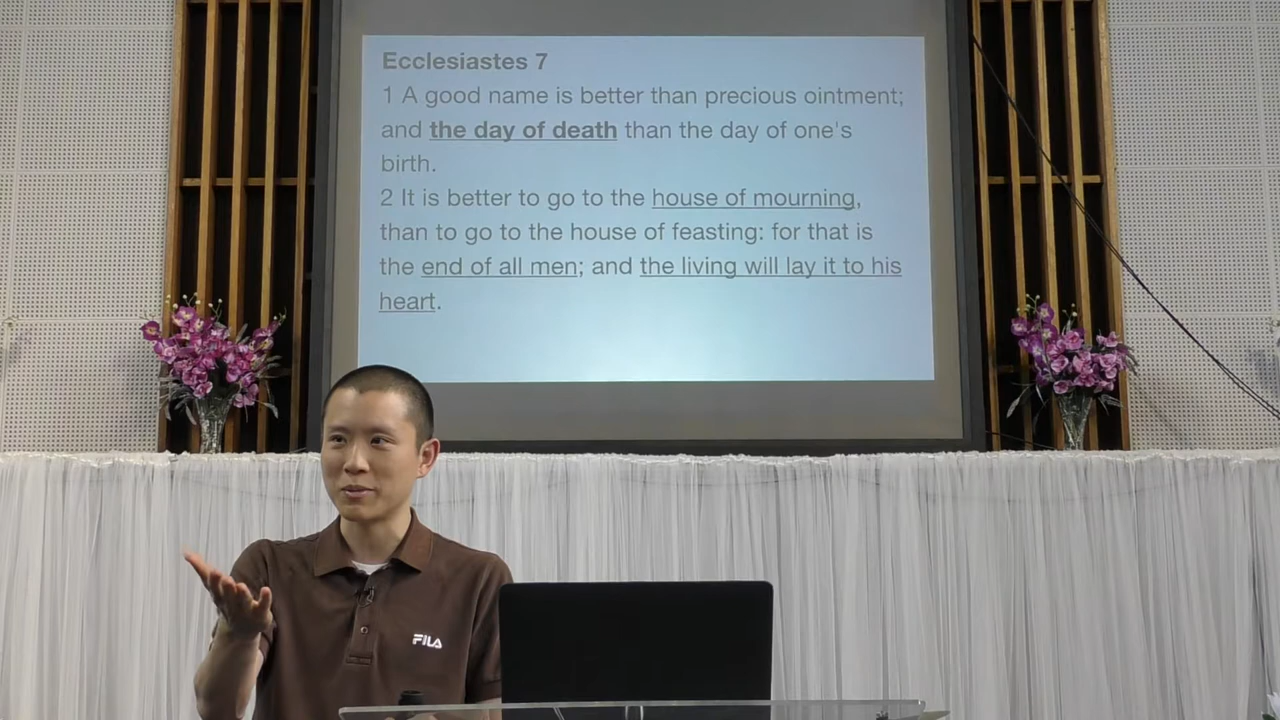 Ecclesiastes 7
1 A good name is better than precious ointment;
and the day of death than the day of one's
birth.
2 It is better to go to the house of mourning,
than to go to the house of feasting: for that is
the end of all men; and the living will lay it to his
heart.
FILA